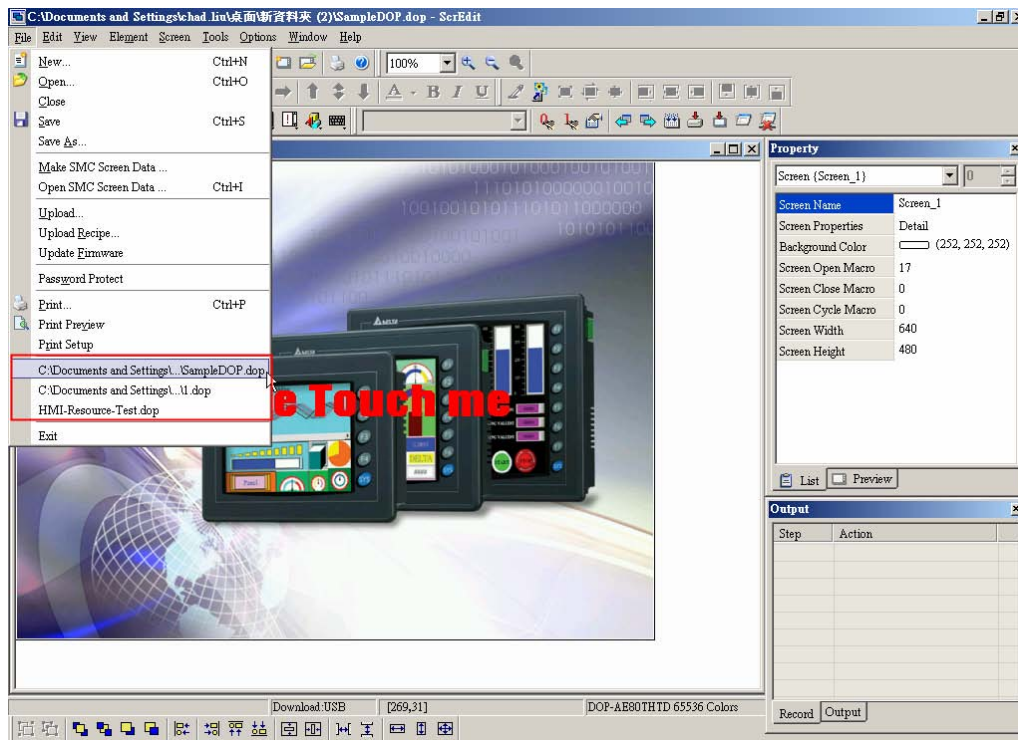 C:\Documents and Settings\chad.liu\桌面\新資料夾 (2)\SampleDOP.dop - ScrEdit
File Edit View Element Screen Tools Options Window Help
New... Ctrl+N
Open... Ctrl+O
Close
Save Ctrl+S
Save As...
Make SMC Screen Data ...
Open SMC Screen Data ... Ctrl+I
Upload...
Upload Recipe...
Update Firmware
Password Protect
Print... Ctrl+P
Print Preview
Print Setup
C:\Documents and Settings\...\SampleDOP.dop
C:\Documents and Settings\...\1.dop
HMI-Resource-Test.dop
Exit
100%
A B I U
e Touch me
DELTA
Property
Screen {Screen_1} 0
Screen Name Screen_1
Screen Properties Detail
Background Color (252, 252, 252)
Screen Open Macro 17
Screen Close Macro 0
Screen Cycle Macro 0
Screen Width 640
Screen Height 480
List Preview
Output
Step Action
Record Output
Download:USB [269,31] DOP-AE80THTD 65536 Colors